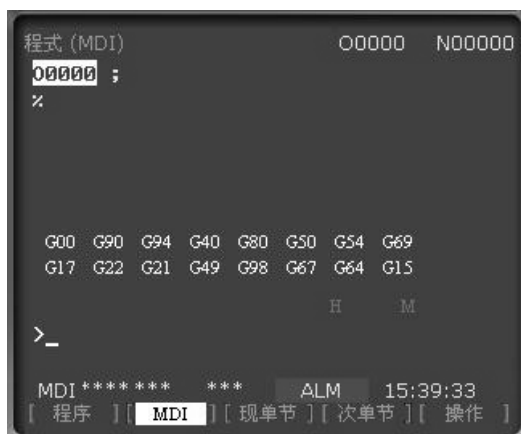 程式 (MDI) O0000 N00000
O0000 ;
%
G00 G90 G94 G40 G80 G50 G54 G69
G17 G22 G21 G49 G98 G67 G64 G15
H M
>_
MDI **** *** *** ALM 15:39:33
[ 程序 ][ MDI ][ 现单节 ][ 次单节 ][ 操作 ]